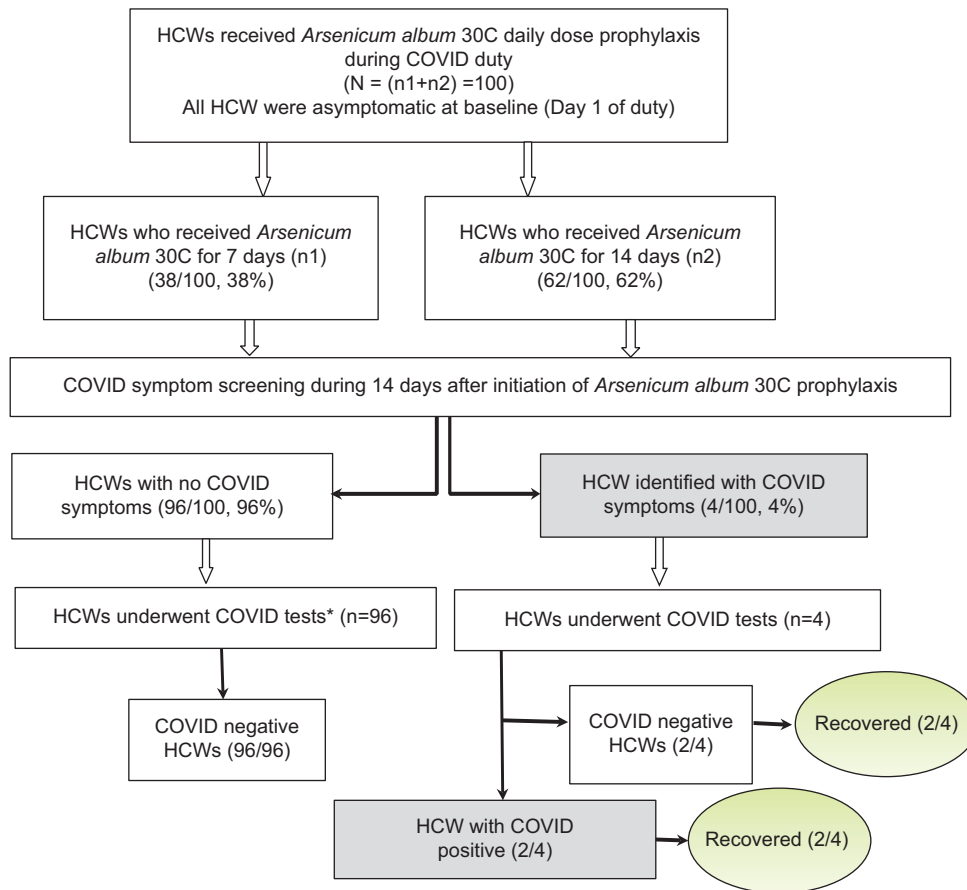 HCWs received Arsenicum album 30C daily dose prophylaxis
during COVID duty
(N = (n1+n2) =100)
All HCW were asymptomatic at baseline (Day 1 of duty)
HCWs who received Arsenicum
album 30C for 7 days (n1)
(38/100, 38%)
HCWs who received Arsenicum
album 30C for 14 days (n2)
(62/100, 62%)
COVID symptom screening during 14 days after initiation of Arsenicum album 30C prophylaxis
HCWs with no COVID
symptoms (96/100, 96%)
HCW identified with COVID
symptoms (4/100, 4%)
HCWs underwent COVID tests* (n=96)
HCWs underwent COVID tests (n=4)
COVID negative
HCWs (96/96)
COVID negative
HCWs (2/4)
Recovered (2/4)
HCW with COVID
positive (2/4)
Recovered (2/4)